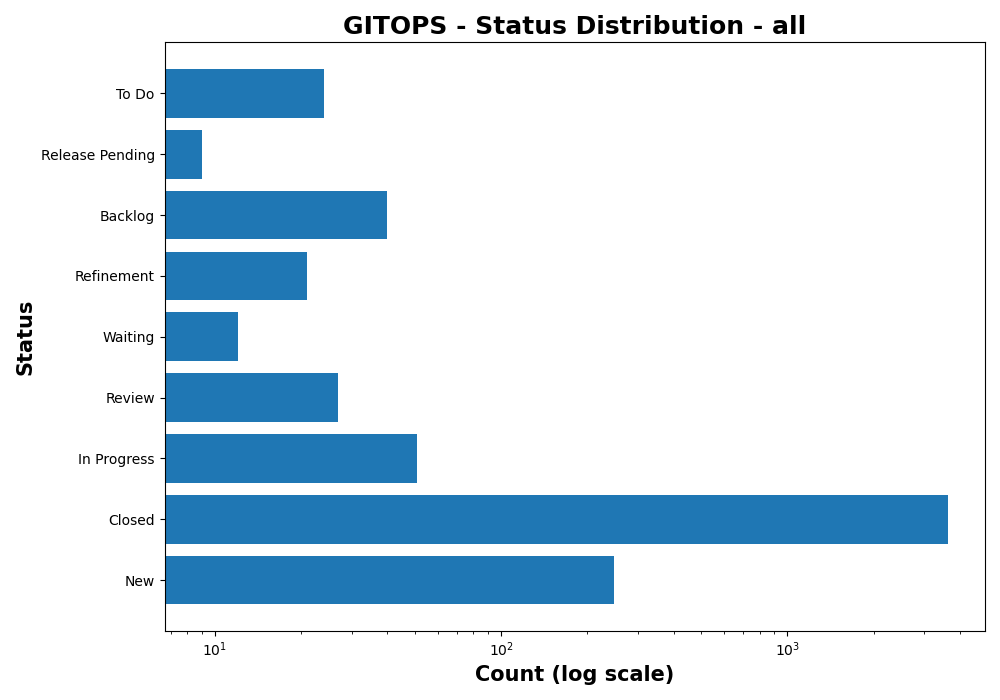 GITOPS - Status Distribution - all
To Do
Release Pending
Backlog
Refinement
Waiting
Review
In Progress
Closed
New
Status
10¹ 10² 10³
Count (log scale)